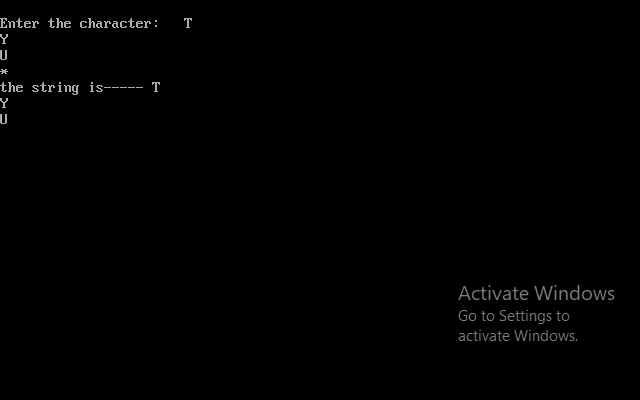 Enter the character:   T
Y
U
*
the string is----- T
Y
U
Activate Windows
Go to Settings to
activate Windows.